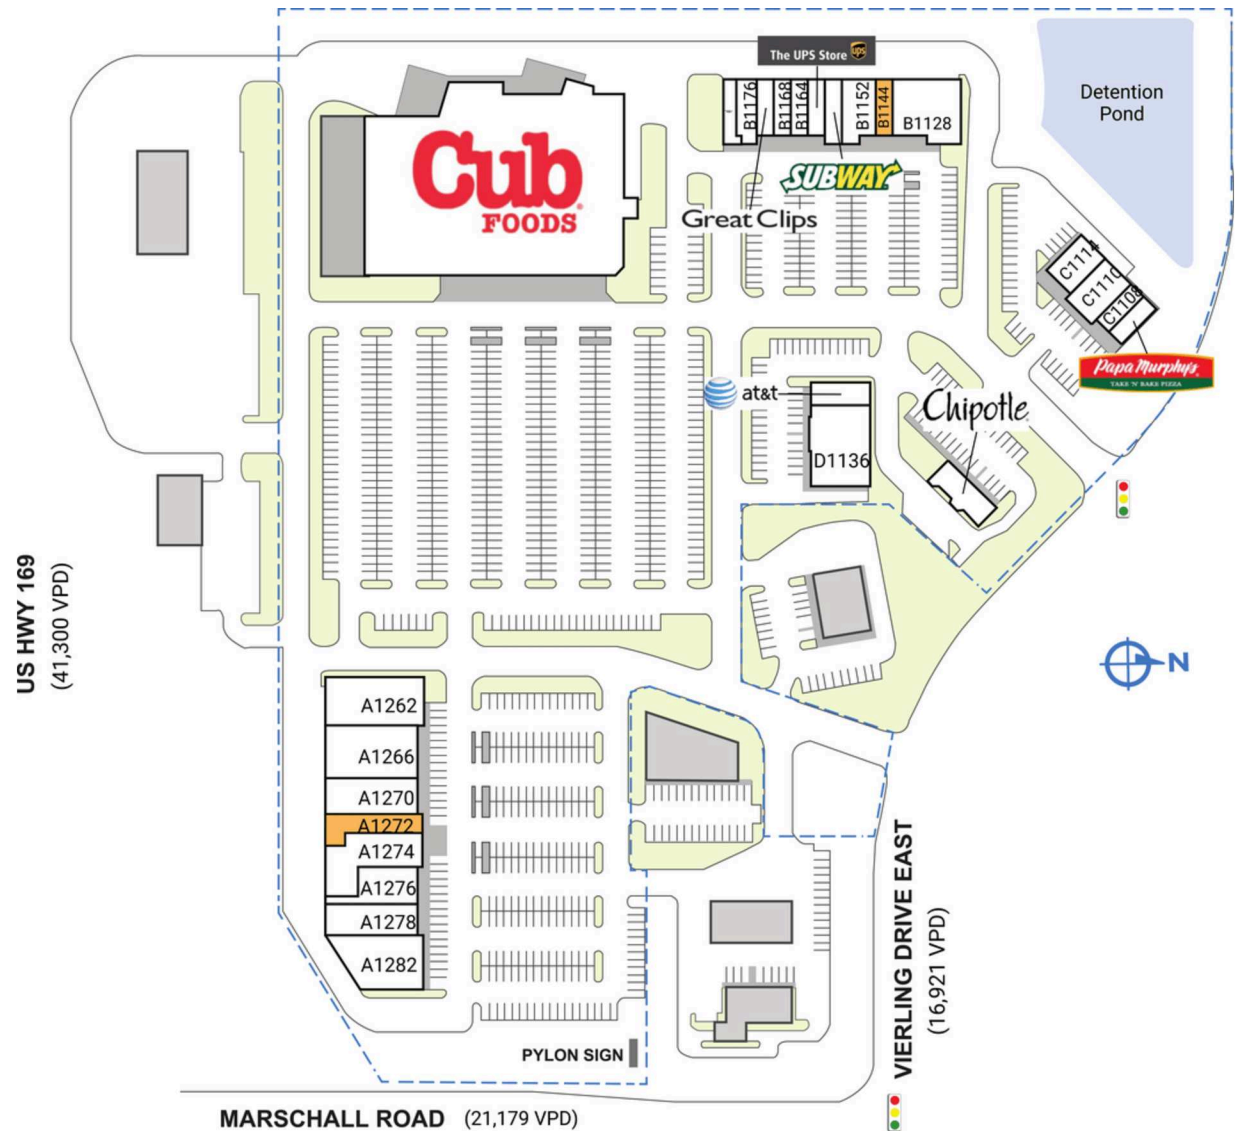 The UPS Store
ups
Cub
FOODS
B1176
B1168
B1164
B1152
B1144
B1128
SUBWAY
Great Clips
Detention
Pond
C1114
C1110
C1108
Papa Murphy's
TAKE 'N' BAKE PIZZA
at&t
Chipotle
D1136
US HWY 169
(41,300 VPD)
N
A1262
A1266
A1270
A1272
A1274
A1276
A1278
A1282
VIERLING DRIVE EAST
(16,921 VPD)
PYLON SIGN
MARSCHALL ROAD (21,179 VPD)